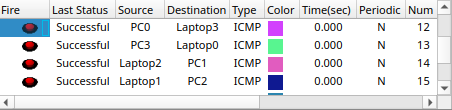 Fire Last Status Source Destination Type Color Time(sec) Periodic Num
Successful PC0 Laptop3 ICMP 0.000 N 12
Successful PC3 Laptop0 ICMP 0.000 N 13
Successful Laptop2 PC1 ICMP 0.000 N 14
Successful Laptop1 PC2 ICMP 0.000 N 15